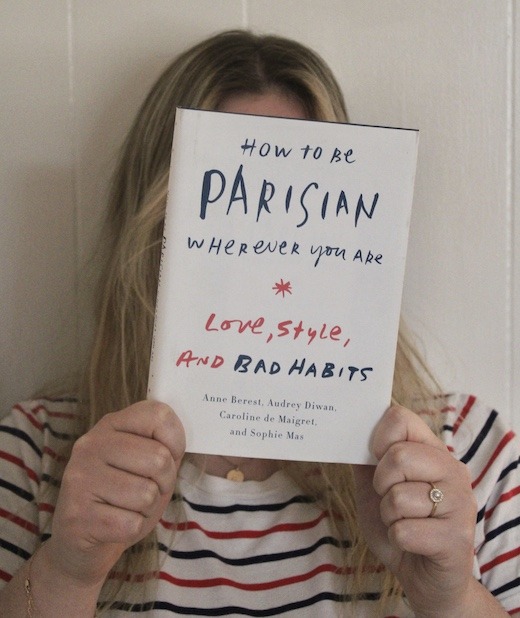 HOW TO BE
PARISIAN
WHEREVER YOU ARE
*
Love, Style,
AND BAD HABITS
Anne Berest, Audrey Diwan,
Caroline de Maigret,
and Sophie Mas